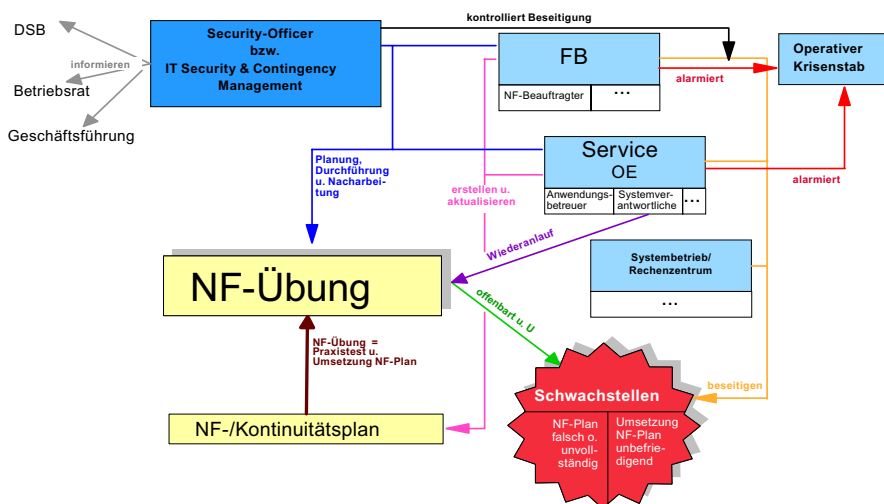 DSB
informieren
Betriebsrat
Geschäftsführung
Security-Officer
bzw.
IT Security & Contingency
Management
kontrolliert Beseitigung
FB
NF-Beauftragter
...
alarmiert
Operativer
Krisenstab
Planung,
Durchführung
u. Nacharbei-
tung
erstellen u.
aktualisieren
Service
OE
Anwendungs-
betreuer
Systemver-
antwortliche
...
alarmiert
Wiederanlauf
Systembetrieb/
Rechenzentrum
...
NF-Übung
offenbart u. U
NF-Übung =
Praxistest u.
Umsetzung NF-Plan
NF-/Kontinuitätsplan
beseitigen
Schwachstellen
NF-Plan
falsch o.
unvoll-
ständig
Umsetzung
NF-Plan
unbefrie-
digend